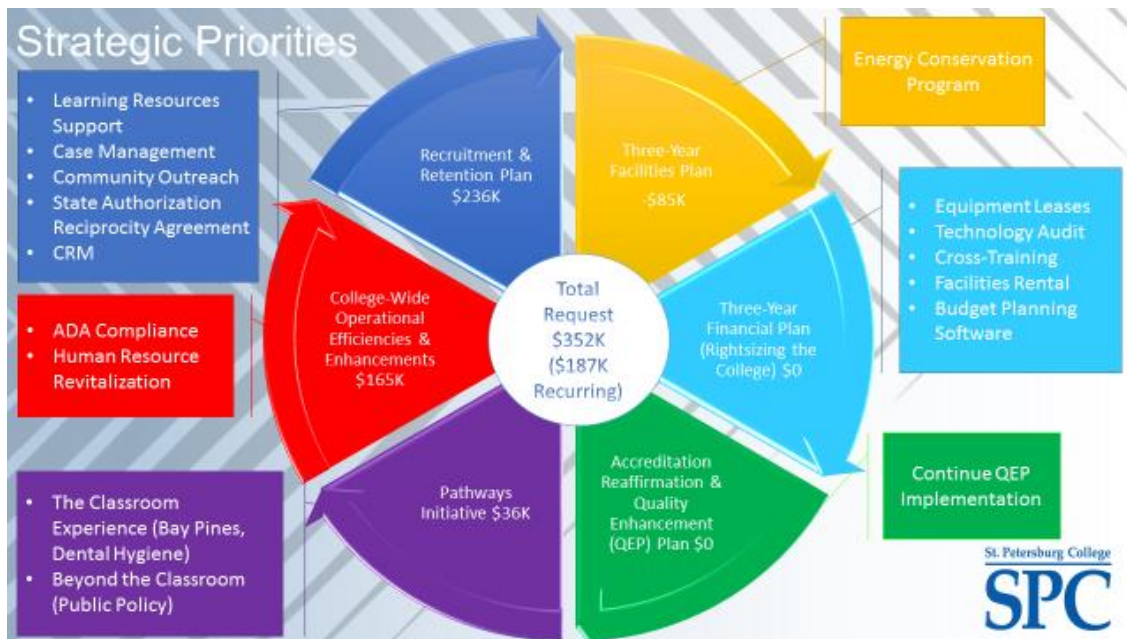 Strategic Priorities
• Learning Resources
Support
• Case Management
• Community Outreach
• State Authorization
Reciprocity Agreement
• CRM
• ADA Compliance
• Human Resource
Revitalization
• The Classroom
Experience (Bay Pines,
Dental Hygiene)
• Beyond the Classroom
(Public Policy)
Recruitment &
Retention Plan
$236K
College-Wide
Operational
Efficiencies &
Enhancements
$165K
Pathways
Initiative $36K
Total
Request
$352K
($187K
Recurring)
Three-Year
Facilities Plan
-$85K
Three-Year
Financial Plan
(Rightsizing the
College) $0
Accreditation
Reaffirmation &
Quality
Enhancement
(QEP) Plan $0
Energy Conservation
Program
• Equipment Leases
• Technology Audit
• Cross-Training
• Facilities Rental
• Budget Planning
Software
Continue QEP
Implementation
St. Petersburg College
SPC